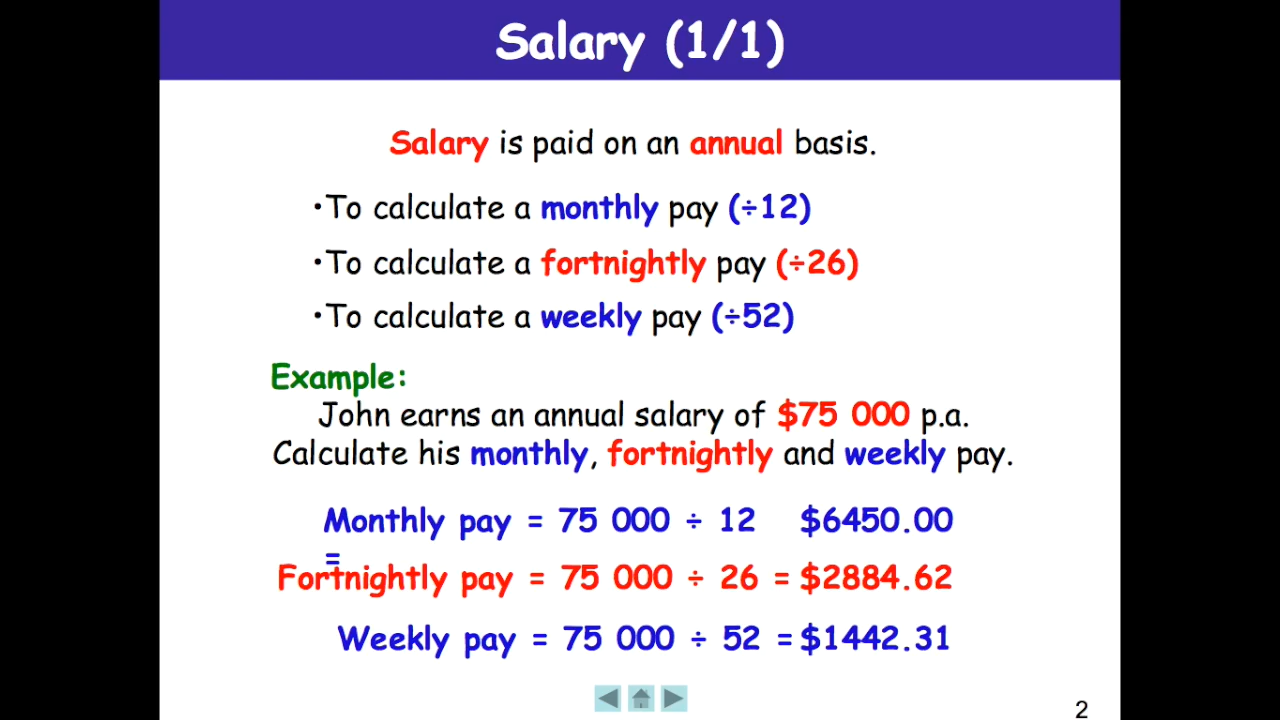 Salary (1/1)
Salary is paid on an annual basis.
•To calculate a monthly pay (÷12)
•To calculate a fortnightly pay (÷26)
•To calculate a weekly pay (÷52)
Example:
John earns an annual salary of $75 000 p.a.
Calculate his monthly, fortnightly and weekly pay.
Monthly pay = 75 000 ÷ 12 $6450.00
=
Fortnightly pay = 75 000 ÷ 26 = $2884.62
Weekly pay = 75 000 ÷ 52 = $1442.31
2